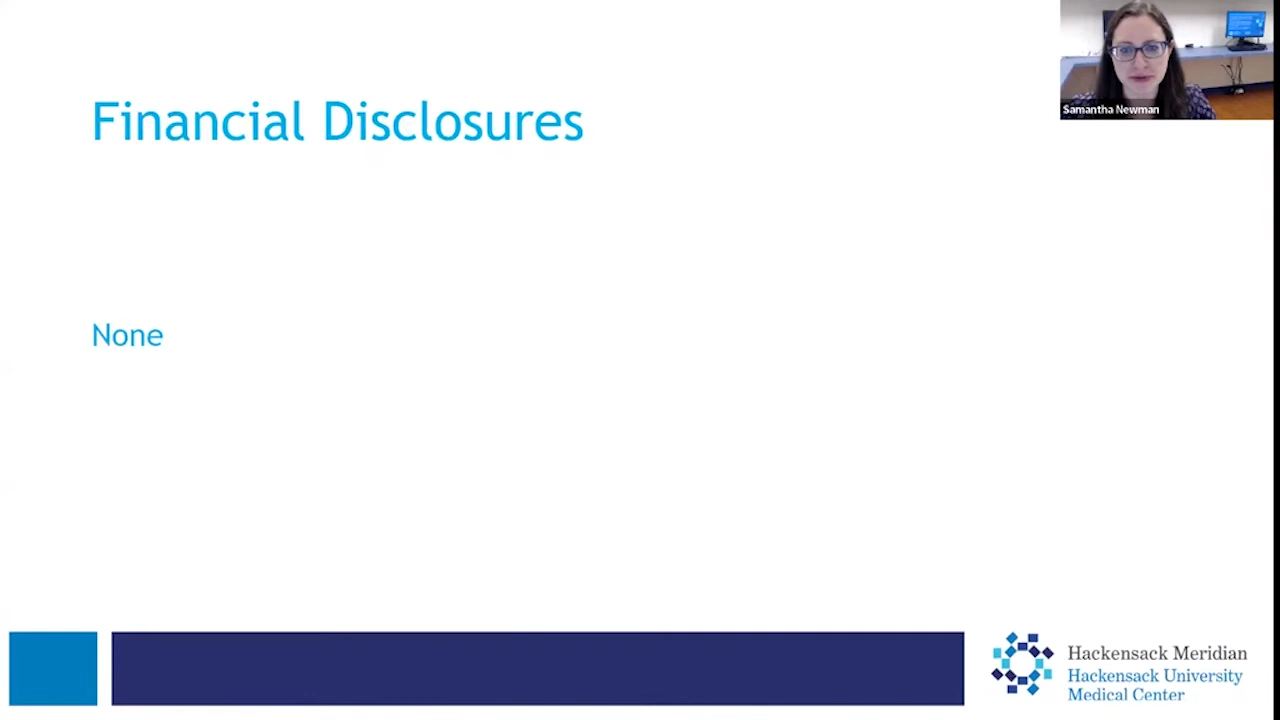 Financial Disclosures
Samantha Newman
None
Hackensack Meridian
Hackensack University
Medical Center